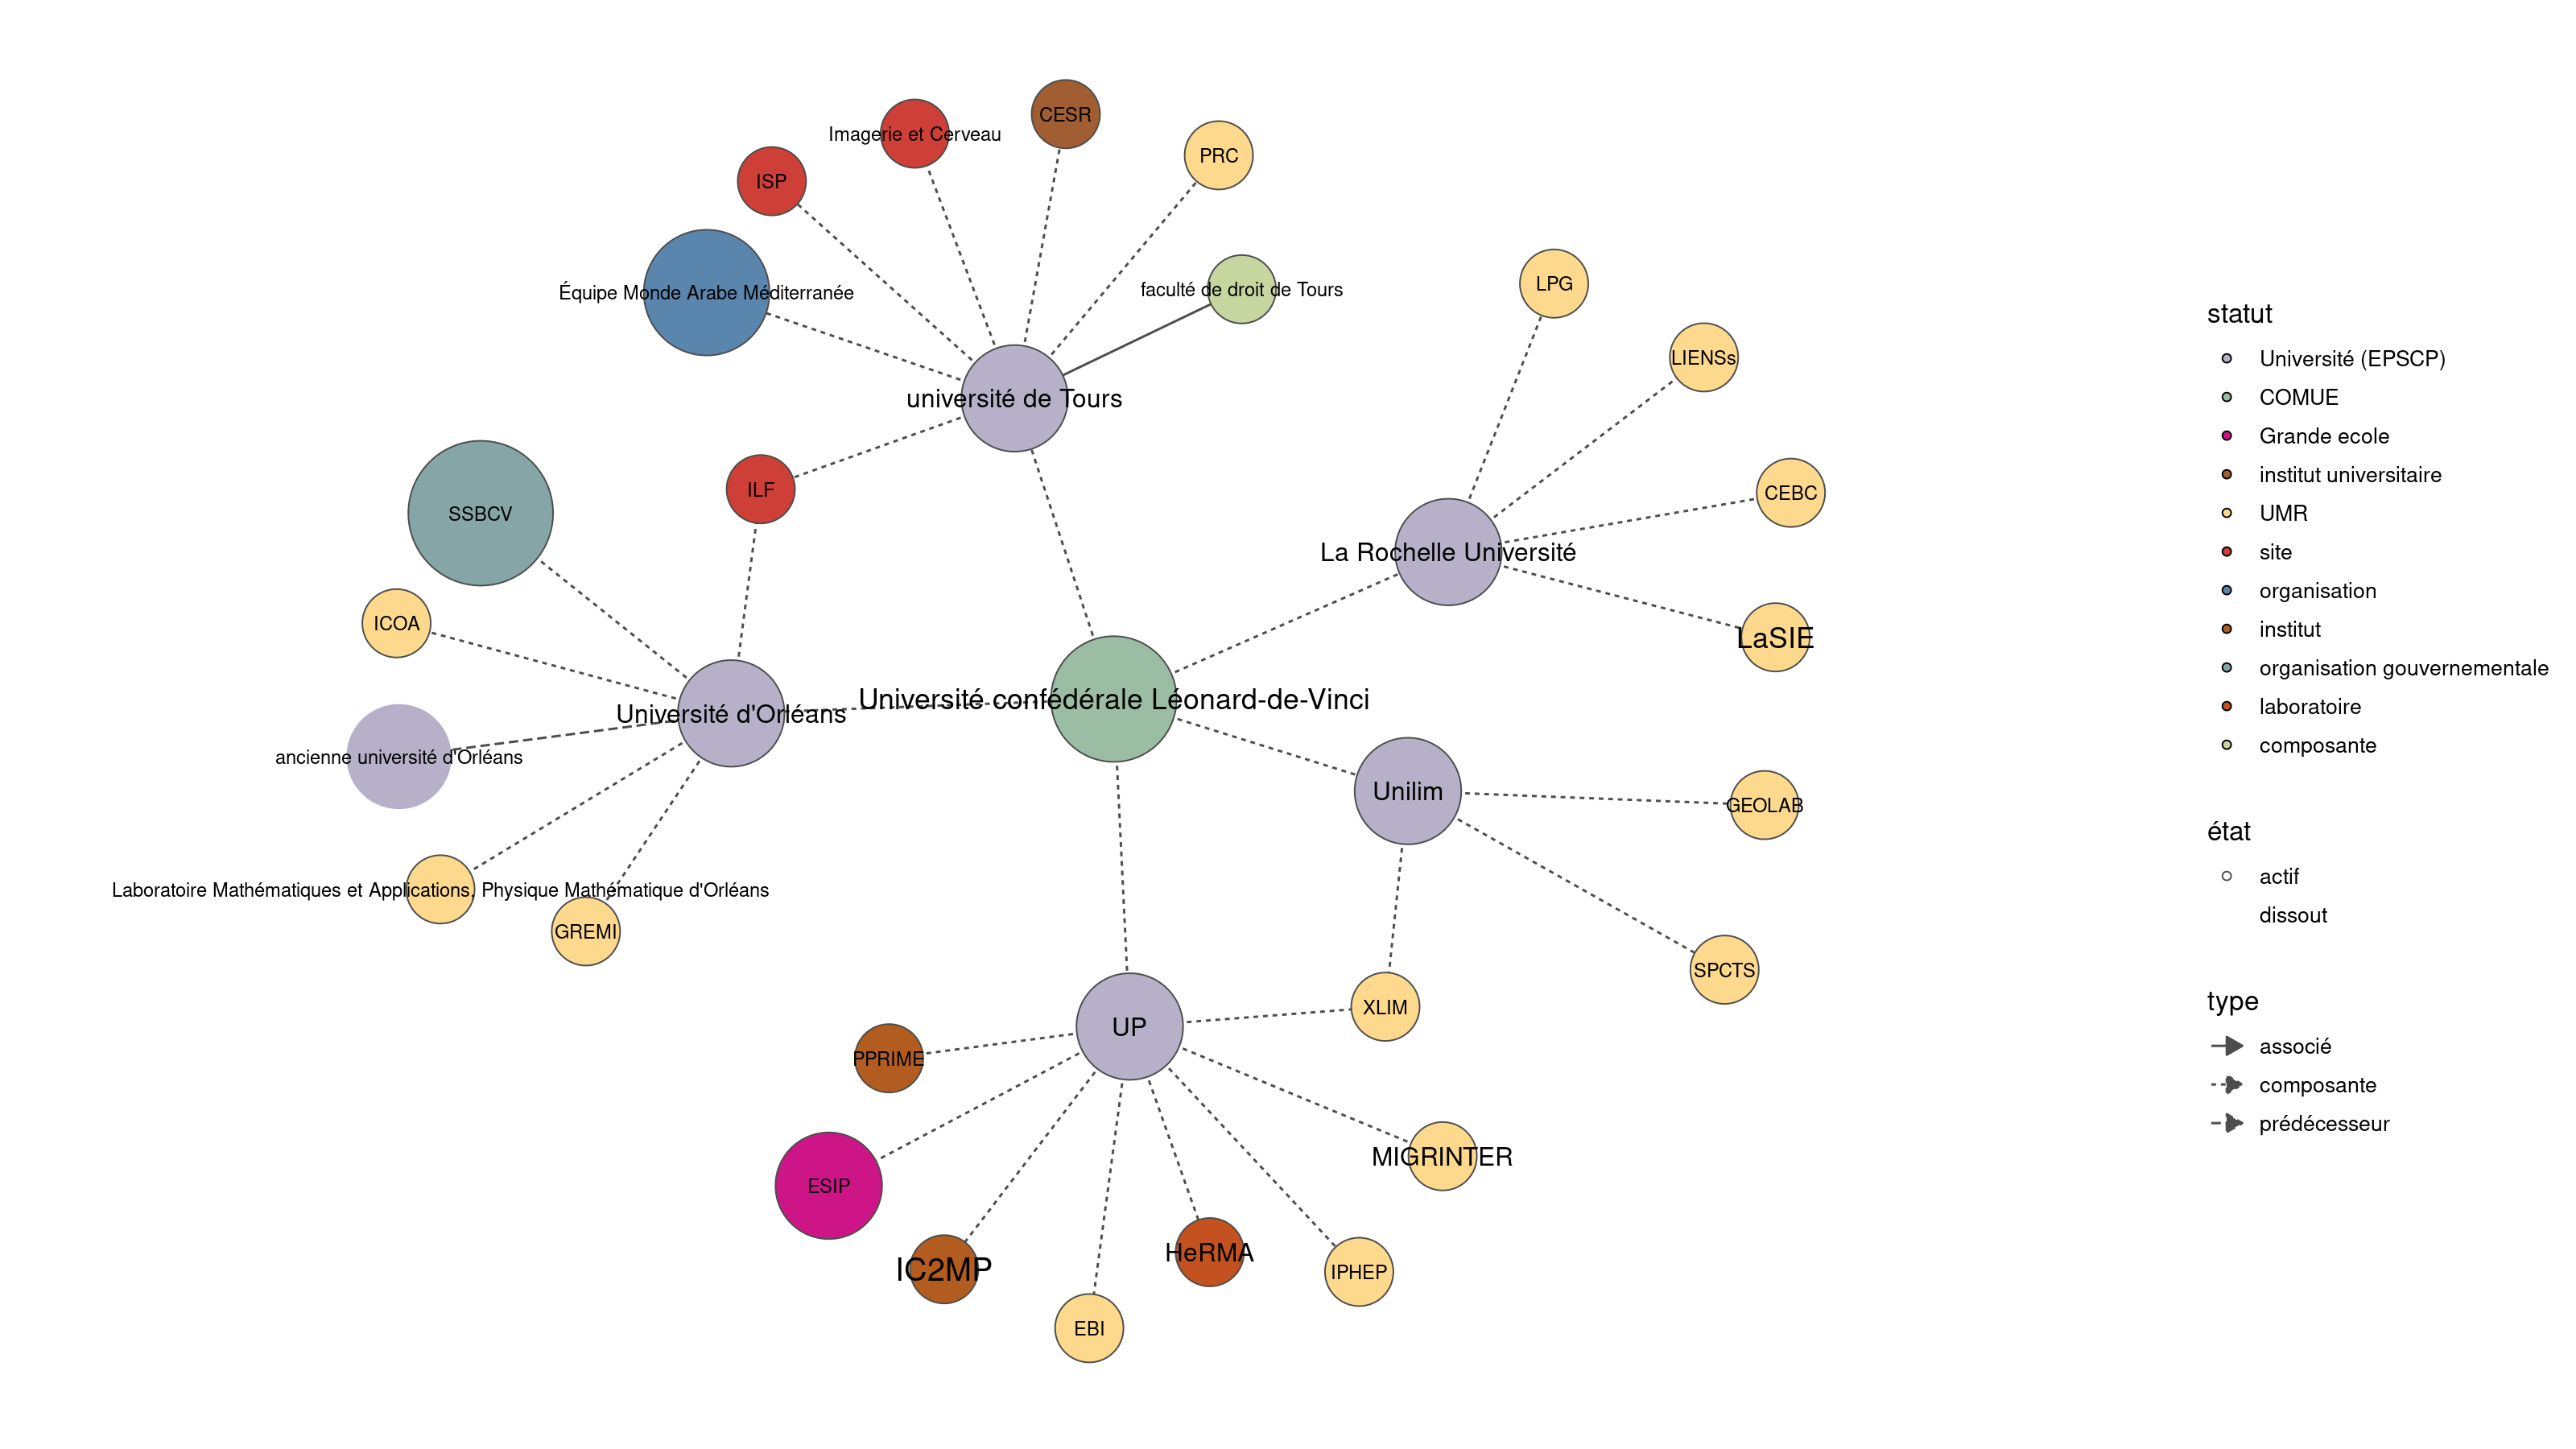 CESR
Imagerie et Cerveau
PRC
ISP
LPG
faculté de droit de Tours
Équipe Monde Arabe Méditerranée
LIENSs
université de Tours
ILF
CEBC
SSBCV
La Rochelle Université
ICOA
LaSIE
Université confédérale Léonard-de-Vinci
Université d'Orléans
ancienne université d'Orléans
Unilim
GEOLAB
Laboratoire Mathématiques et Applications, Physique Mathématique d'Orléans
GREMI
SPCTS
XLIM
UP
PPRIME
MIGRINTER
ESIP
HeRMA
IC2MP
IPHEP
EBI
statut
Université (EPSCP)
COMUE
Grande ecole
institut universitaire
UMR
site
organisation
institut
organisation gouvernementale
laboratoire
composante
état
actif
dissout
type
associé
composante
prédécesseur